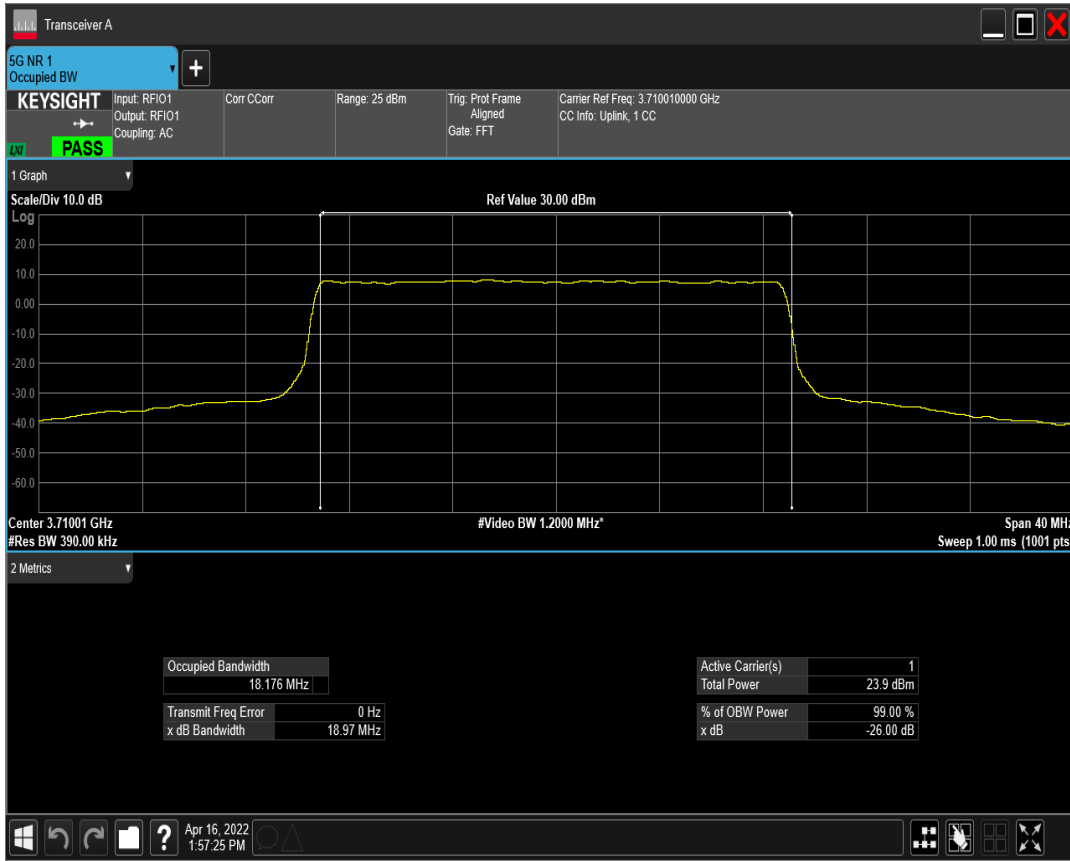 Transceiver A
5G NR 1
Occupied BW
KEYSIGHT
LXI
PASS
Input: RFIO1
Output: RFIO1
Coupling: AC
Corr CCorr
Range: 25 dBm
Trig: Prot Frame
Aligned
Gate: FFT
Carrier Ref Freq: 3.710010000 GHz
CC Info: Uplink, 1 CC
1 Graph
Scale/Div 10.0 dB
Ref Value 30.00 dBm
Log
20.0
10.0
0.00
-10.0
-20.0
-30.0
-40.0
-50.0
-60.0
Center 3.71001 GHz
#Video BW 1.2000 MHz*
Span 40 MHz
#Res BW 390.00 kHz
Sweep 1.00 ms (1001 pts
2 Metrics
Occupied Bandwidth
18.176 MHz
Transmit Freq Error 0 Hz
x dB Bandwidth 18.97 MHz
Active Carrier(s) 1
Total Power 23.9 dBm
% of OBW Power 99.00 %
x dB -26.00 dB
Apr 16, 2022
1:57:25 PM